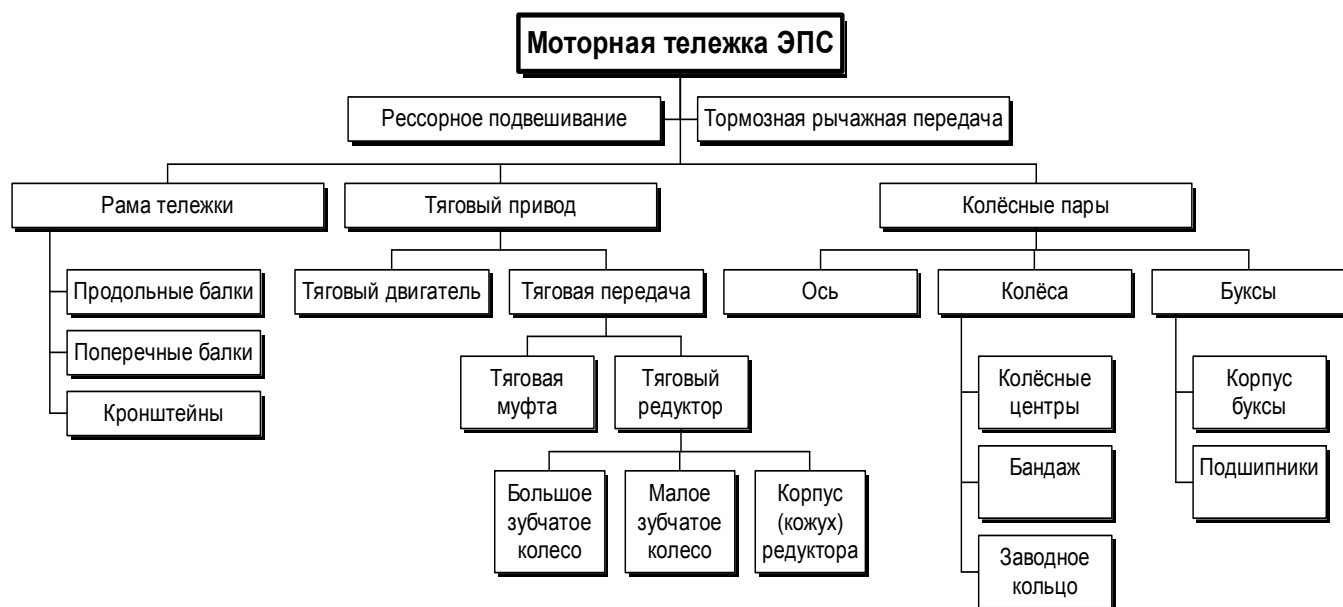 Моторная тележка ЭПС
Рессорное подвешивание
Тормозная рычажная передача
Рама тележки
Тяговый привод
Колёсные пары
Продольные балки
Поперечные балки
Кронштейны
Тяговый двигатель
Тяговая передача
Ось
Колёса
Буксы
Тяговая
муфта
Тяговый
редуктор
Колёсные
центры
Корпус
буксы
Бандаж
Подшипники
Большое
зубчатое
колесо
Малое
зубчатое
колесо
Корпус
(кожух)
редуктора
Заводное
кольцо